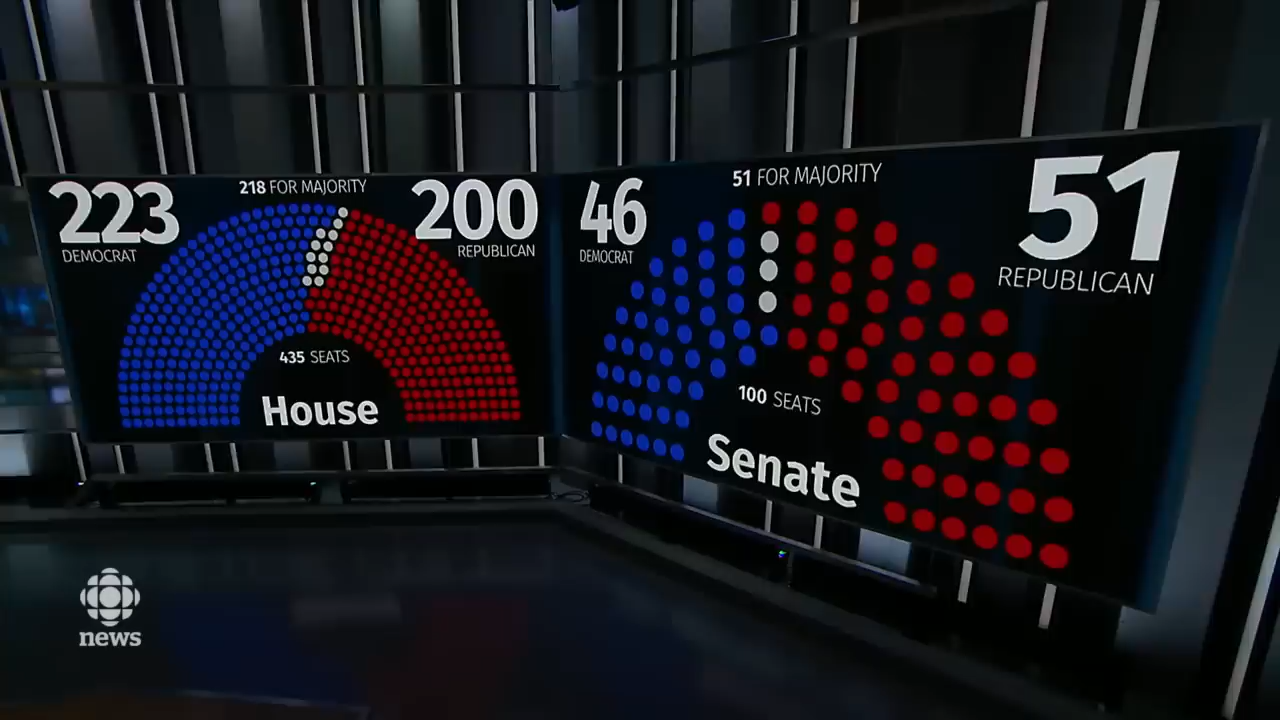 223
DEMOCRAT
218 FOR MAJORITY
200
REPUBLICAN
435 SEATS
House
46
DEMOCRAT
51 FOR MAJORITY
51
REPUBLICAN
100 SEATS
Senate
news